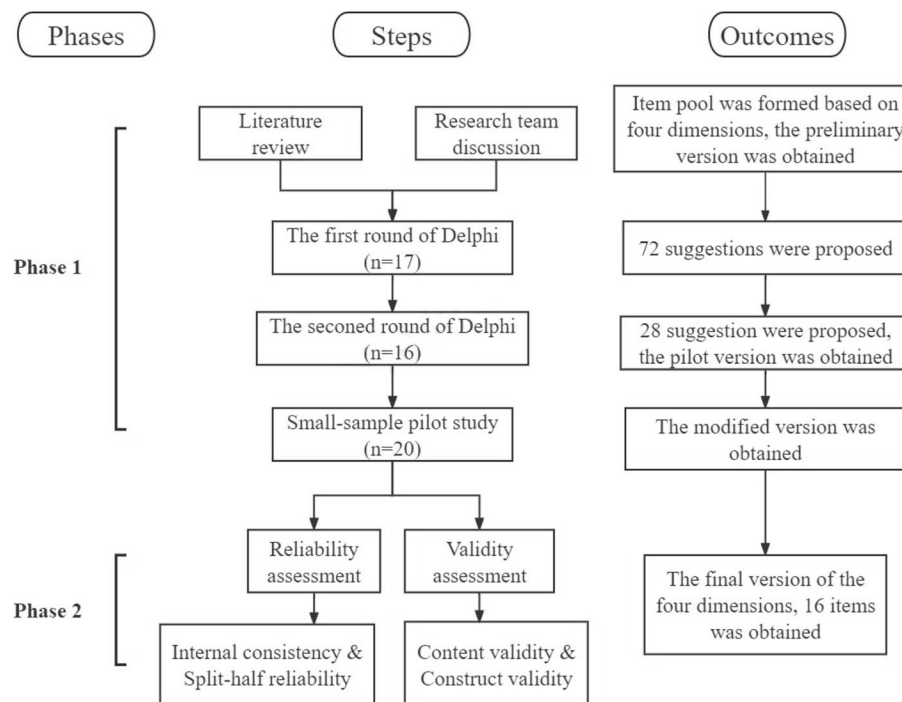 Phases
Steps
Outcomes
Literature
review
Research team
discussion
Item pool was formed based on
four dimensions, the preliminary
version was obtained
Phase 1
The first round of Delphi
(n=17)
72 suggestions were proposed
The seconed round of Delphi
(n=16)
28 suggestion were proposed,
the pilot version was obtained
Small-sample pilot study
(n=20)
The modified version was
obtained
Phase 2
Reliability
assessment
Validity
assessment
The final version of the
four dimensions, 16 items
was obtained
Internal consistency &
Split-half reliability
Content validity &
Construct validity